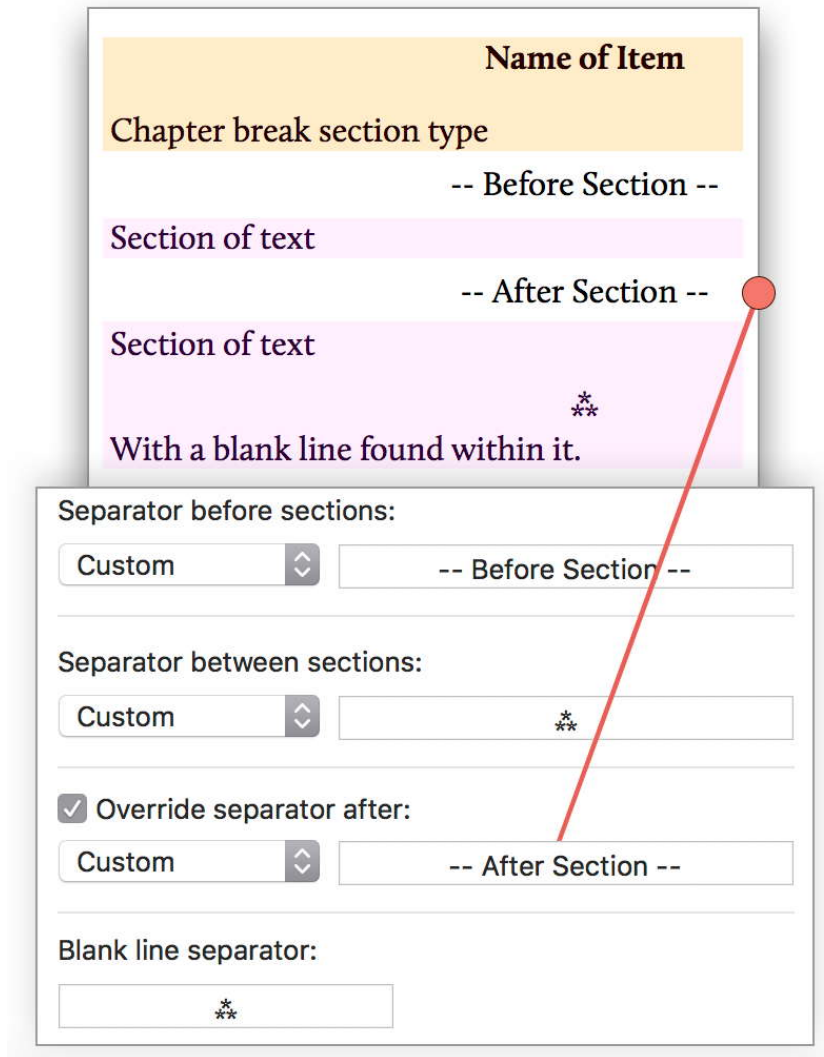 Name of Item
Chapter break section type
-- Before Section --
Section of text
-- After Section --
Section of text
⁂
With a blank line found within it.
Separator before sections:
Custom -- Before Section --
Separator between sections:
Custom ⁂
Override separator after:
Custom -- After Section --
Blank line separator:
⁂